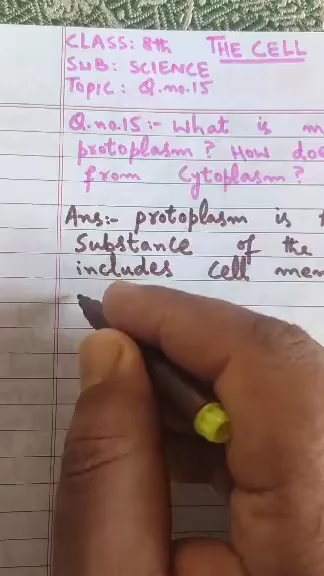 CLASS: 8th THE CELL
SUB: SCIENCE
Topic: Q.no.15
Q.no.15:- What is
protoplasm? How
from Cytoplasm?
Ans:- protoplasm is
Substance of the
includes cell